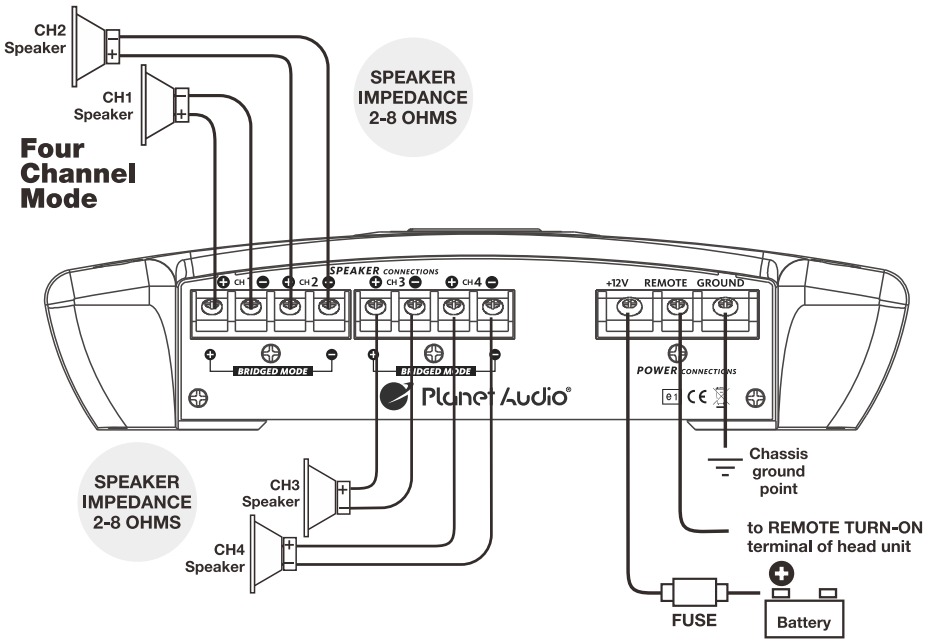 CH2
Speaker
CH1
Speaker
SPEAKER
IMPEDANCE
2-8 OHMS
Four
Channel
Mode
SPEAKER CONNECTIONS
CH 1 CH 2 CH 3 CH 4
+12V REMOTE GROUND
BRIDGED MODE BRIDGED MODE
POWER CONNECTIONS
Planet Audio®
e1 CE
Chassis
ground
point
SPEAKER
IMPEDANCE
2-8 OHMS
CH3
Speaker
CH4
Speaker
to REMOTE TURN-ON
terminal of head unit
FUSE
Battery